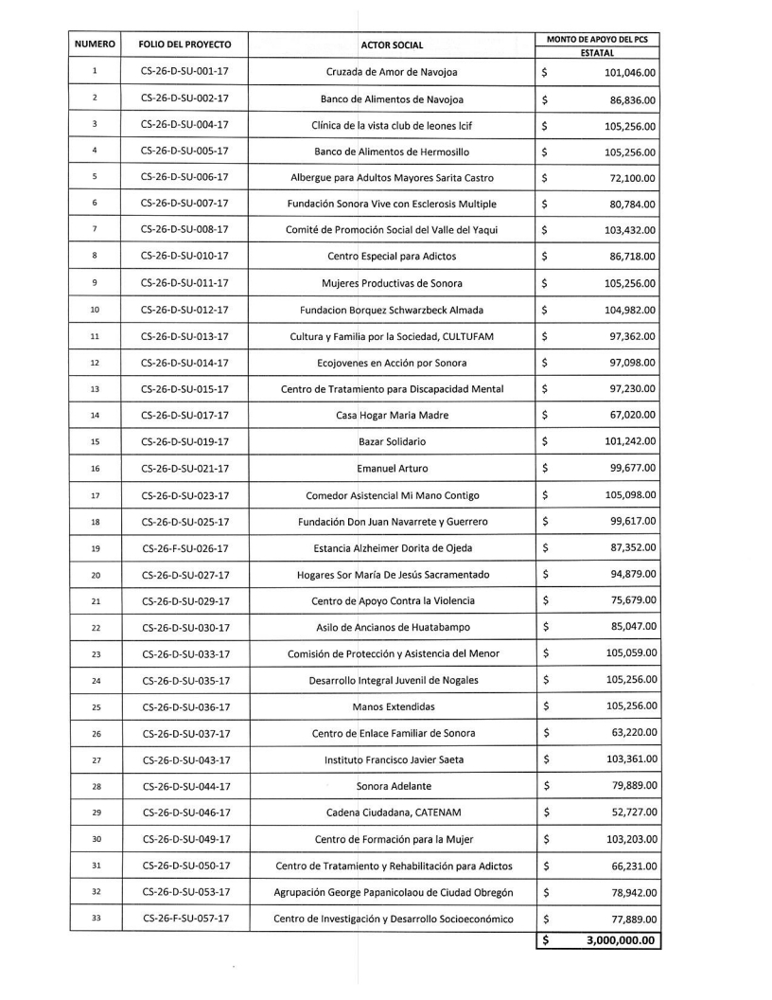 NUMERO FOLIO DEL PROYECTO ACTOR SOCIAL MONTO DE APOYO DEL PCS
ESTATAL
1 CS-26-D-SU-001-17 Cruzada de Amor de Navojoa $ 101,046.00
2 CS-26-D-SU-002-17 Banco de Alimentos de Navojoa $ 86,836.00
3 CS-26-D-SU-004-17 Clínica de la vista club de leones lcif $ 105,256.00
4 CS-26-D-SU-005-17 Banco de Alimentos de Hermosillo $ 105,256.00
5 CS-26-D-SU-006-17 Albergue para Adultos Mayores Sarita Castro $ 72,100.00
6 CS-26-D-SU-007-17 Fundación Sonora Vive con Esclerosis Multiple $ 80,784.00
7 CS-26-D-SU-008-17 Comité de Promoción Social del Valle del Yaqui $ 103,432.00
8 CS-26-D-SU-010-17 Centro Especial para Adictos $ 86,718.00
9 CS-26-D-SU-011-17 Mujeres Productivas de Sonora $ 105,256.00
10 CS-26-D-SU-012-17 Fundacion Borquez Schwarzbeck Almada $ 104,982.00
11 CS-26-D-SU-013-17 Cultura y Familia por la Sociedad, CULTUFAM $ 97,362.00
12 CS-26-D-SU-014-17 Ecojovenes en Acción por Sonora $ 97,098.00
13 CS-26-D-SU-015-17 Centro de Tratamiento para Discapacidad Mental $ 97,230.00
14 CS-26-D-SU-017-17 Casa Hogar Maria Madre $ 67,020.00
15 CS-26-D-SU-019-17 Bazar Solidario $ 101,242.00
16 CS-26-D-SU-021-17 Emanuel Arturo $ 99,677.00
17 CS-26-D-SU-023-17 Comedor Asistencial Mi Mano Contigo $ 105,098.00
18 CS-26-D-SU-025-17 Fundación Don Juan Navarrete y Guerrero $ 99,617.00
19 CS-26-F-SU-026-17 Estancia Alzheimer Dorita de Ojeda $ 87,352.00
20 CS-26-D-SU-027-17 Hogares Sor María De Jesús Sacramentado $ 94,879.00
21 CS-26-D-SU-029-17 Centro de Apoyo Contra la Violencia $ 75,679.00
22 CS-26-D-SU-030-17 Asilo de Ancianos de Huatabampo $ 85,047.00
23 CS-26-D-SU-033-17 Comisión de Protección y Asistencia del Menor $ 105,059.00
24 CS-26-D-SU-035-17 Desarrollo Integral Juvenil de Nogales $ 105,256.00
25 CS-26-D-SU-036-17 Manos Extendidas $ 105,256.00
26 CS-26-D-SU-037-17 Centro de Enlace Familiar de Sonora $ 63,220.00
27 CS-26-D-SU-043-17 Instituto Francisco Javier Saeta $ 103,361.00
28 CS-26-D-SU-044-17 Sonora Adelante $ 79,889.00
29 CS-26-D-SU-046-17 Cadena Ciudadana, CATENAM $ 52,727.00
30 CS-26-D-SU-049-17 Centro de Formación para la Mujer $ 103,203.00
31 CS-26-D-SU-050-17 Centro de Tratamiento y Rehabilitación para Adictos $ 66,231.00
32 CS-26-D-SU-053-17 Agrupación George Papanicolaou de Ciudad Obregón $ 78,942.00
33 CS-26-F-SU-057-17 Centro de Investigación y Desarrollo Socioeconómico $ 77,889.00
$ 3,000,000.00